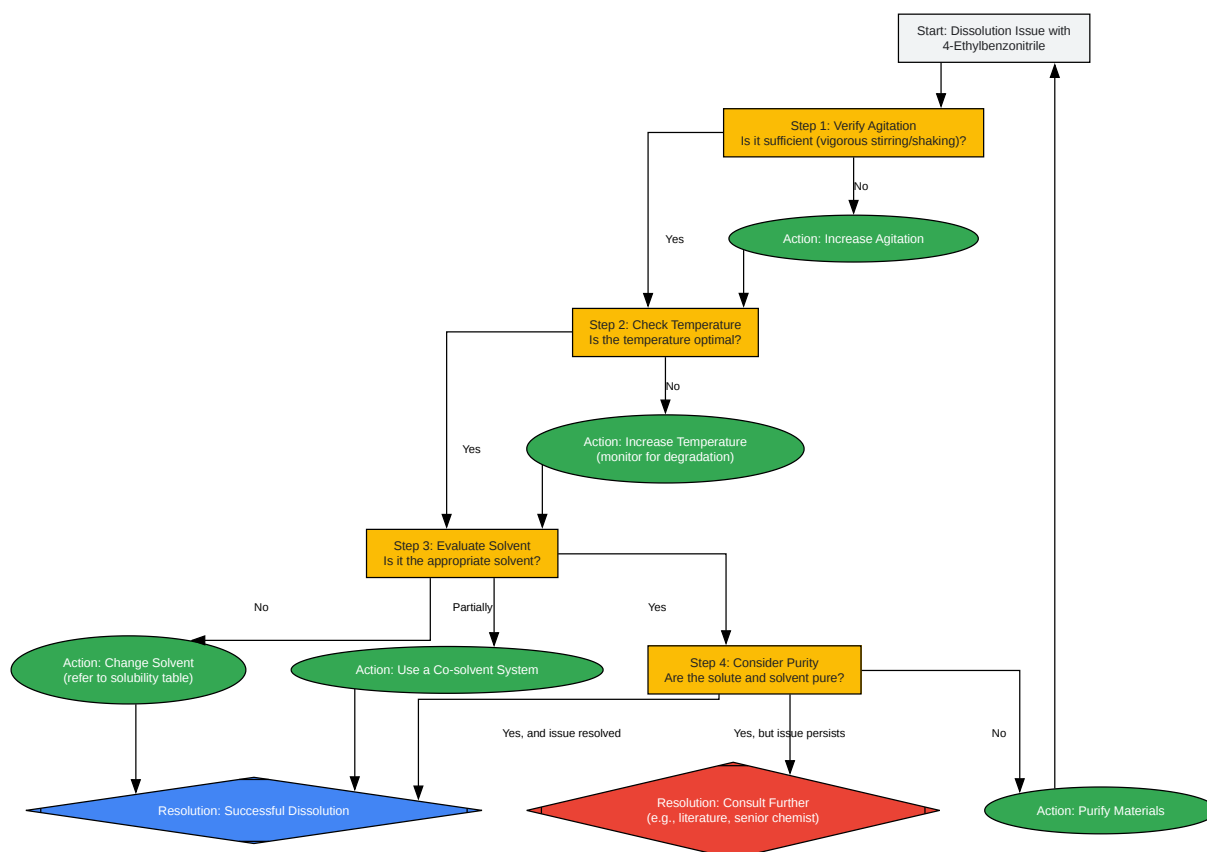 Start: Dissolution Issue with
4-Ethylbenzonitrile
Step 1: Verify Agitation
Is it sufficient (vigorous stirring/shaking)?
No
Yes
Action: Increase Agitation
Step 2: Check Temperature
Is the temperature optimal?
No
Yes
Action: Increase Temperature
(monitor for degradation)
Step 3: Evaluate Solvent
Is it the appropriate solvent?
No
Partially
Yes
Action: Change Solvent
(refer to solubility table)
Action: Use a Co-solvent System
Step 4: Consider Purity
Are the solute and solvent pure?
Yes, and issue resolved
Yes, but issue persists
No
Resolution: Successful Dissolution
Resolution: Consult Further
(e.g., literature, senior chemist)
Action: Purify Materials